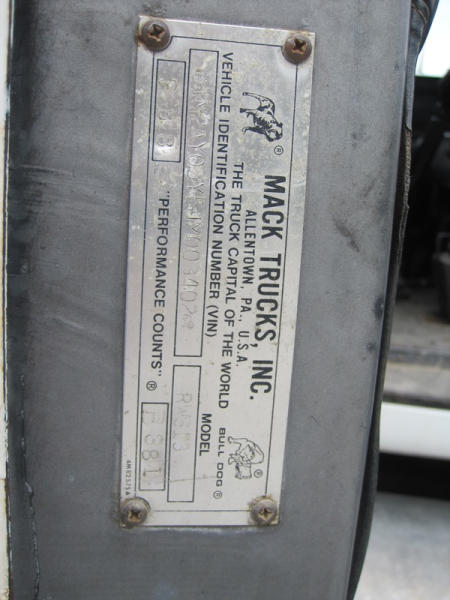 MACK TRUCKS, INC.
ALLENTOWN, PA., U.S.A.
THE TRUCK CAPITAL OF THE WORLD
VEHICLE IDENTIFICATION NUMBER (VIN)
MODEL
BULL DOG ®
®
"PERFORMANCE COUNTS" ®
4MR2575A